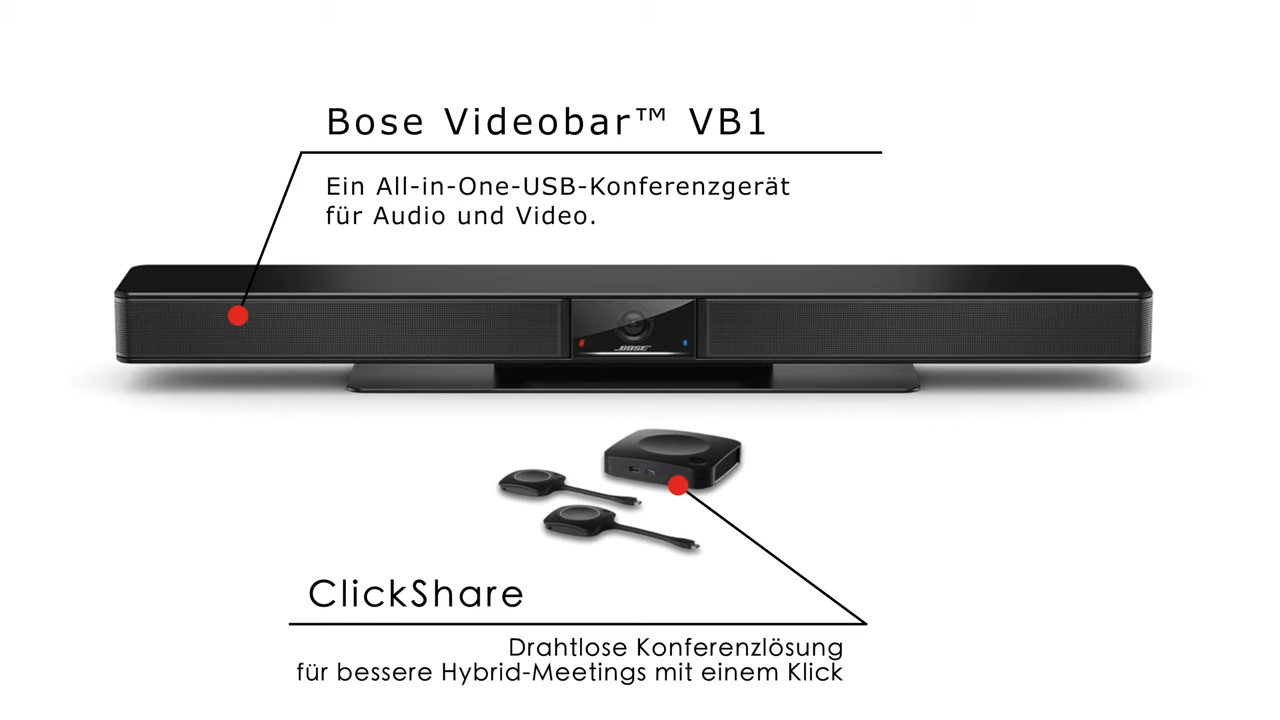 Bose Videobar™ VB1
Ein All-in-One-USB-Konferenzgerät
für Audio und Video.
BOSE
ClickShare
Drahtlose Konferenzlösung
für bessere Hybrid-Meetings mit einem Klick